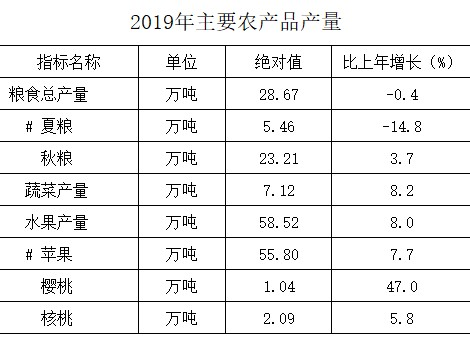 2019年主要农产品产量
指标名称 单位 绝对值 比上年增长（%）
粮食总产量 万吨 28.67 -0.4
# 夏粮 万吨 5.46 -14.8
秋粮 万吨 23.21 3.7
蔬菜产量 万吨 7.12 8.2
水果产量 万吨 58.52 8.0
# 苹果 万吨 55.80 7.7
樱桃 万吨 1.04 47.0
核桃 万吨 2.09 5.8